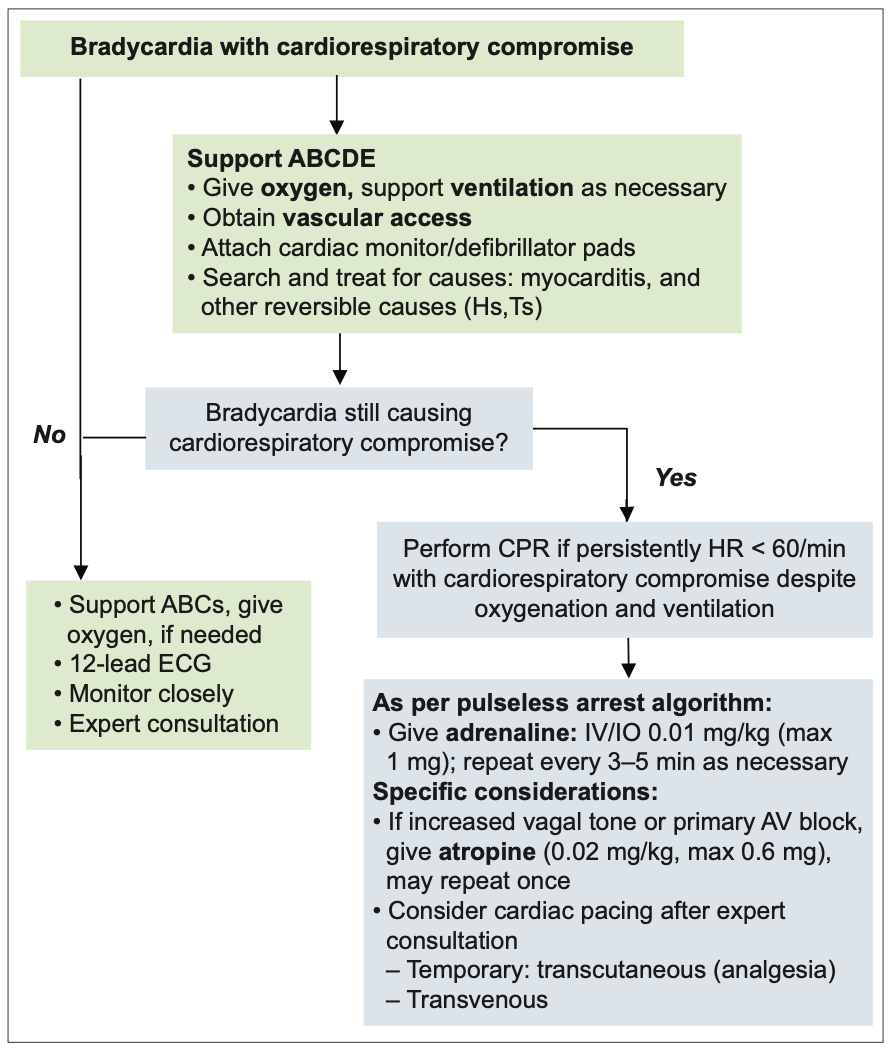 Bradycardia with cardiorespiratory compromise
Support ABCDE
• Give oxygen, support ventilation as necessary
• Obtain vascular access
• Attach cardiac monitor/defibrillator pads
• Search and treat for causes: myocarditis, and
other reversible causes (Hs,Ts)
Bradycardia still causing
cardiorespiratory compromise?
No
Yes
Perform CPR if persistently HR < 60/min
with cardiorespiratory compromise despite
oxygenation and ventilation
• Support ABCs, give
oxygen, if needed
• 12-lead ECG
• Monitor closely
• Expert consultation
As per pulseless arrest algorithm:
• Give adrenaline: IV/IO 0.01 mg/kg (max
1 mg); repeat every 3–5 min as necessary
Specific considerations:
• If increased vagal tone or primary AV block,
give atropine (0.02 mg/kg, max 0.6 mg),
may repeat once
• Consider cardiac pacing after expert
consultation
– Temporary: transcutaneous (analgesia)
– Transvenous